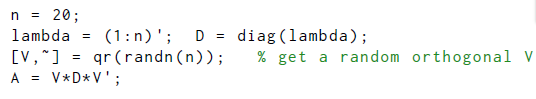 n = 20;
lambda = (1:n)'; D = diag(lambda);
[V,~] = qr(randn(n)); % get a random orthogonal V
A = V*D*V';